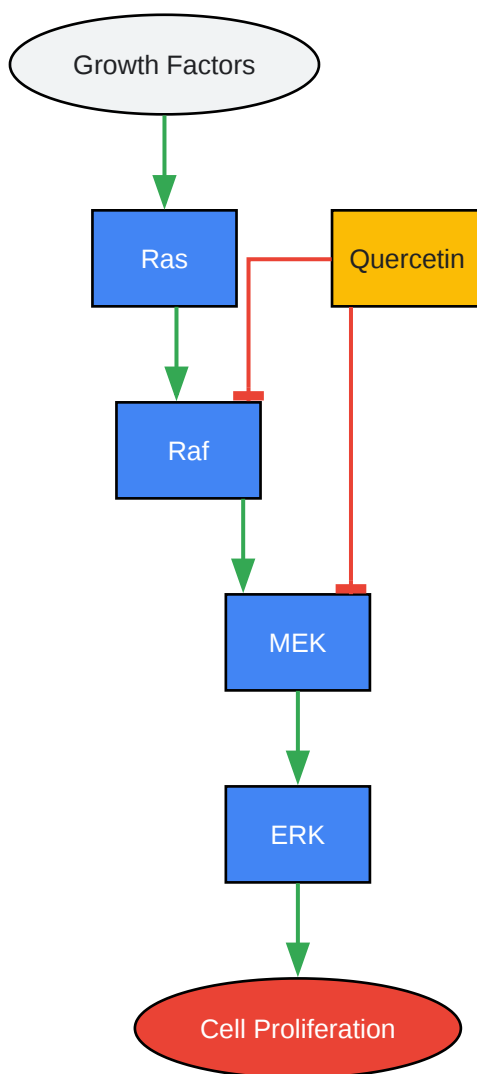 Growth Factors
Ras
Quercetin
Raf
MEK
ERK
Cell Proliferation